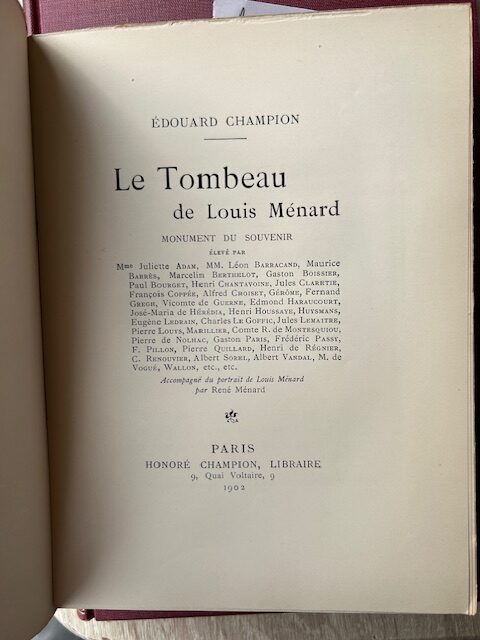 ÉDOUARD CHAMPION
Le Tombeau
de Louis Ménard
MONUMENT DU SOUVENIR
ÉLEVÉ PAR
Mme Juliette ADAM, MM. Léon BARRACAND, Maurice
BARRÈS, Marcelin BERTHELOT, Gaston BOISSIER,
Paul BOURGET, Henri CHANTAVOINE, Jules CLARETIE,
François COPPÉE, Alfred CROISET, GÉRÔME, Fernand
GREGH, Vicomte de GUERNE, Edmond HARAUCOURT,
José-Maria de HÉRÉDIA, Henri HOUSSAYE, HUYSMANS,
Eugène LEDRAIN, Charles LE GOFFIC, Jules LEMAITRE,
Pierre LOUYS, MARILLIER, Comte R. de MONTESQUIOU,
Pierre de NOLHAC, Gaston PARIS, Frédéric PASSY,
F. PILLON, Pierre QUILLARD, Henri de RÉGNIER,
C. RENOUVIER, Albert SOREL, Albert VANDAL, M. de
VOGUÉ, WALLON, etc., etc.
Accompagné du portrait de Louis Ménard
par René Ménard
PARIS
HONORÉ CHAMPION, LIBRAIRE
9, Quai Voltaire, 9
1902